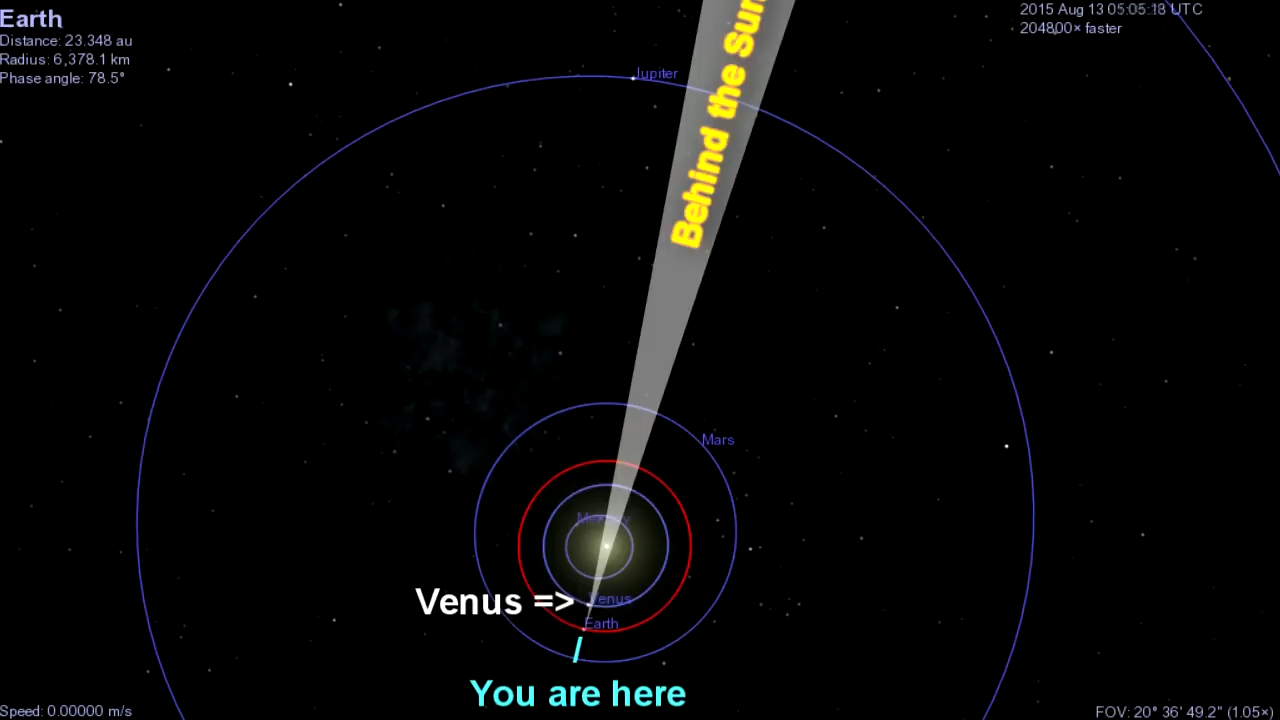 Earth
Distance: 23.348 au
Radius: 6,378.1 km
Phase angle: 78.5°
2015 Aug 13 05:05:18 UTC
204800× faster
Jupiter
Behind the Sun
Mars
Mercury
Venus => Venus
Earth
You are here
Speed: 0.00000 m/s
FOV: 20° 36' 49.2" (1.05×)